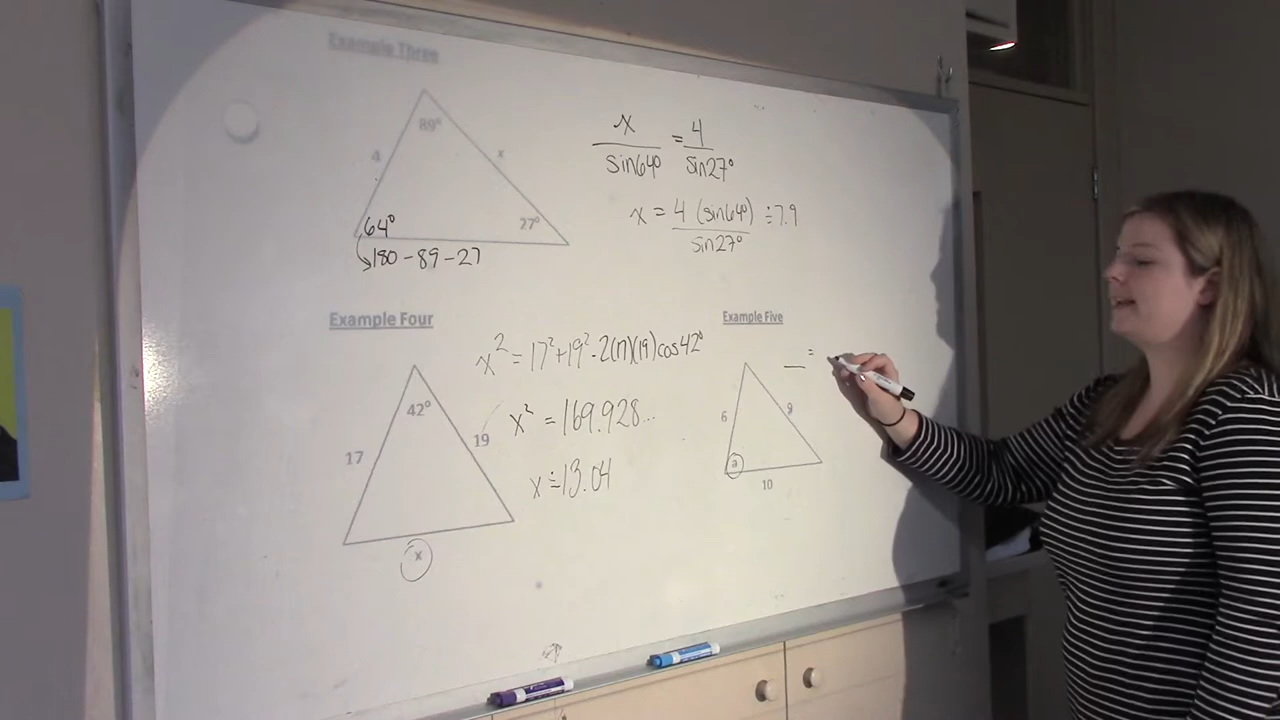 Example Three
89°
4
x
64°
27°
180 - 89 - 27
x = 4
sin64° sin27°
x = 4 (sin64°) ≐ 7.9
sin27°
Example Four
42°
17
19
x
x² = 17² + 19² - 2(17)(19)cos42°
x² = 169.928...
x ≐ 13.04
Example Five
=
6
9
a
10